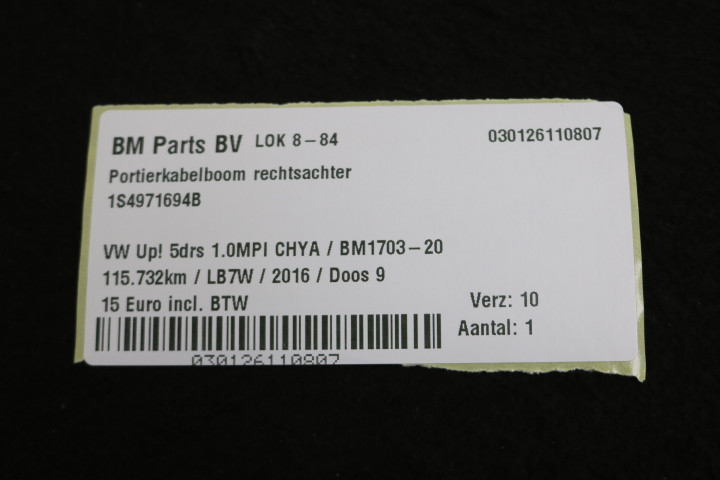 BM Parts BV LOK 8-84 030126110807
Portierkabelboom rechtsachter
1S4971694B
VW Up! 5drs 1.0MPI CHYA / BM1703-20
115.732km / LB7W / 2016 / Doos 9
15 Euro incl. BTW Verz: 10
Aantal: 1
030126110807